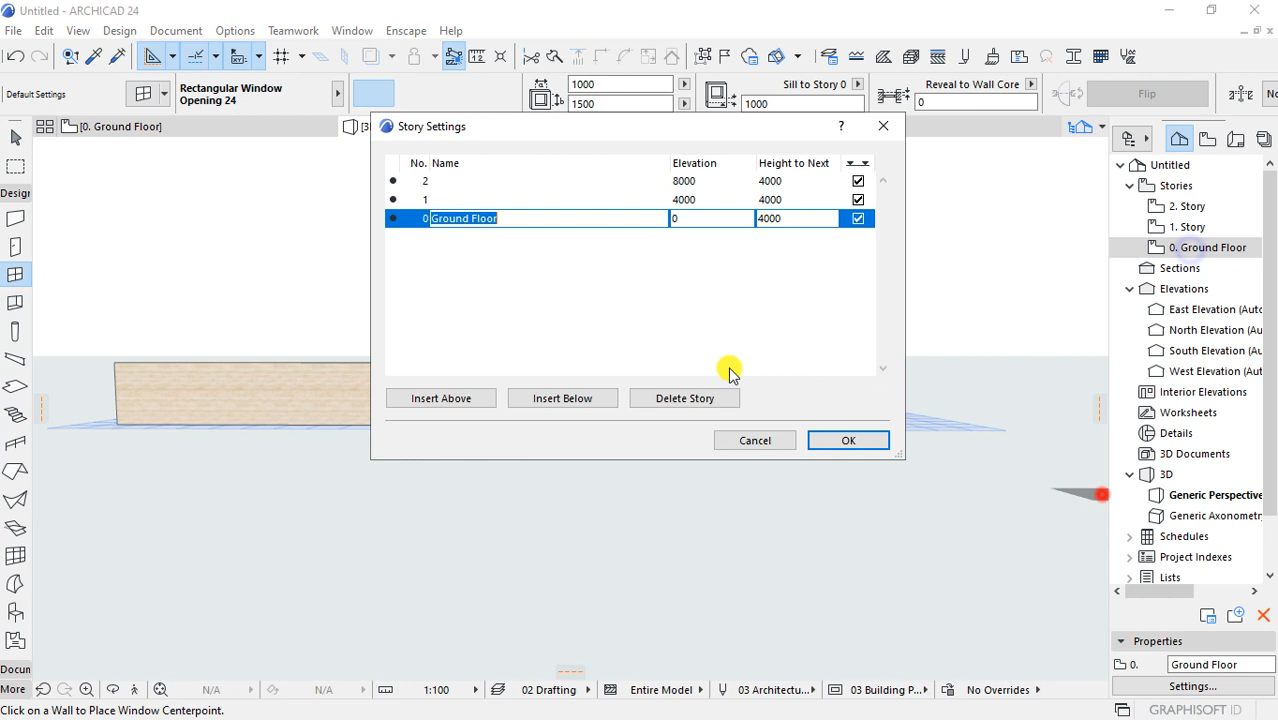 Untitled - ARCHICAD 24
File Edit View Design Document Options Teamwork Window Enscape Help
Default Settings
Rectangular Window
Opening 24
1000
1500
Sill to Story 0
1000
Reveal to Wall Core
0
Flip
[0. Ground Floor]
Story Settings
No. Name Elevation Height to Next
2 8000 4000
1 4000 4000
0 Ground Floor 0 4000
Insert Above Insert Below Delete Story
Cancel OK
Design
Docun
More
Untitled
Stories
2. Story
1. Story
0. Ground Floor
Sections
Elevations
East Elevation (Aut
North Elevation (Au
South Elevation (Au
West Elevation (Aut
Interior Elevations
Worksheets
Details
3D Documents
3D
Generic Perspective
Generic Axonometr
Schedules
Project Indexes
Lists
Properties
0. Ground Floor
Settings...
N/A N/A 1:100 02 Drafting Entire Model 03 Architectu... 03 Building P... No Overrides
Click on a Wall to Place Window Centerpoint.
GRAPHISOFT ID